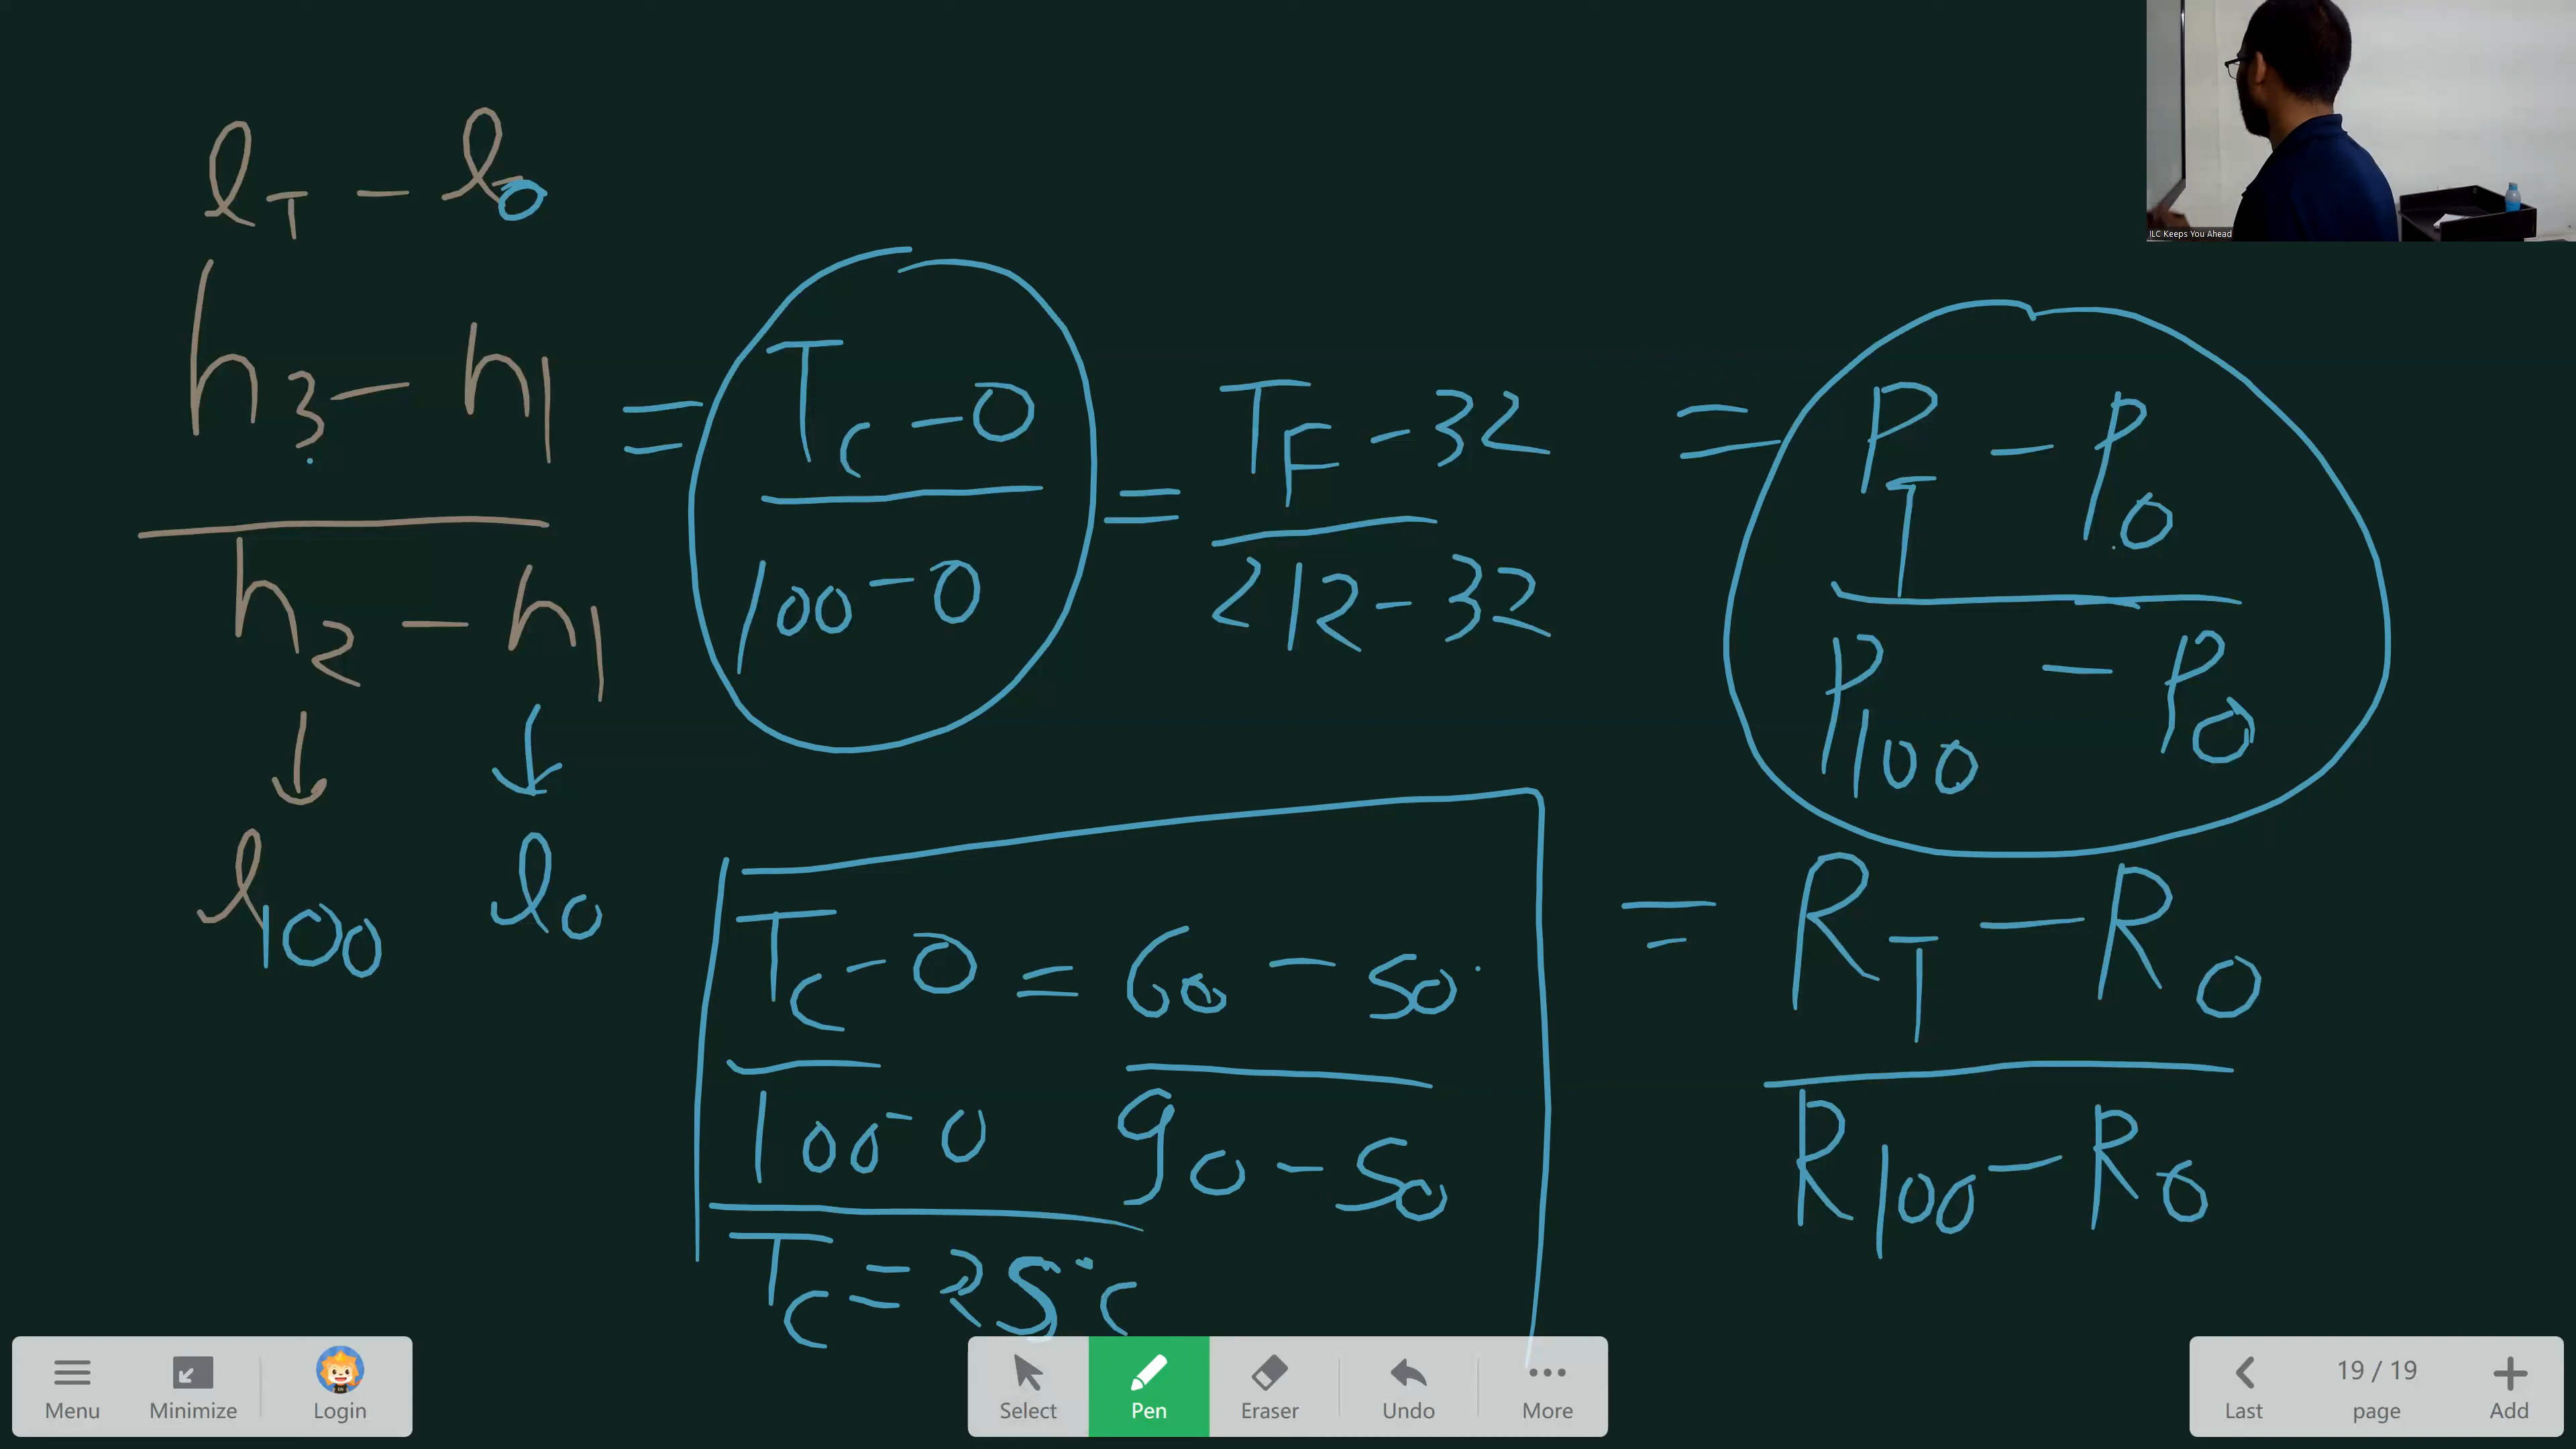 l_T - l_0
h_3 - h_1
h_2 - h_1
l_100 l_0
= T_C - 0
100 - 0
= T_F - 32
212 - 32
= P_T - P_0
P_100 - P_0
= R_T - R_0
R_100 - R_0
T_C - 0 = 60 - 50
100 - 0 90 - 50
T_C = 25°C
ILC Keeps You Ahead
Menu Minimize Login
Select Pen Eraser Undo More
19 / 19
Last page Add